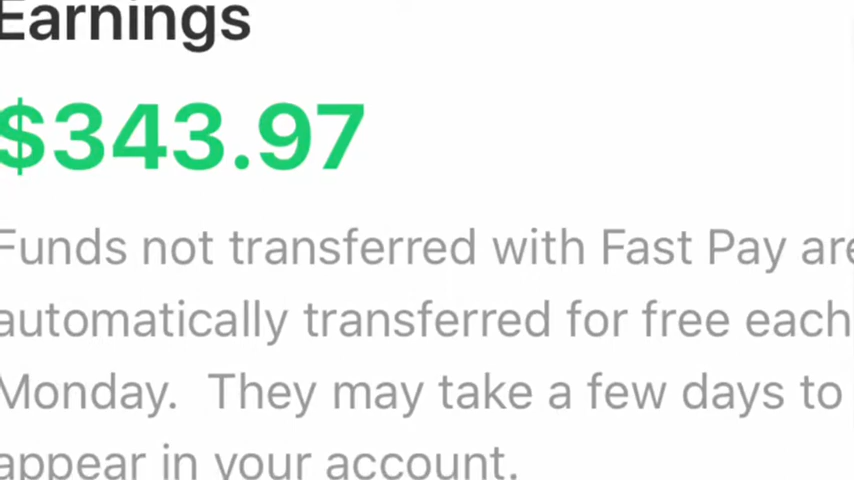 Earnings
$343.97
Funds not transferred with Fast Pay are
automatically transferred for free each
Monday.  They may take a few days to
appear in your account.